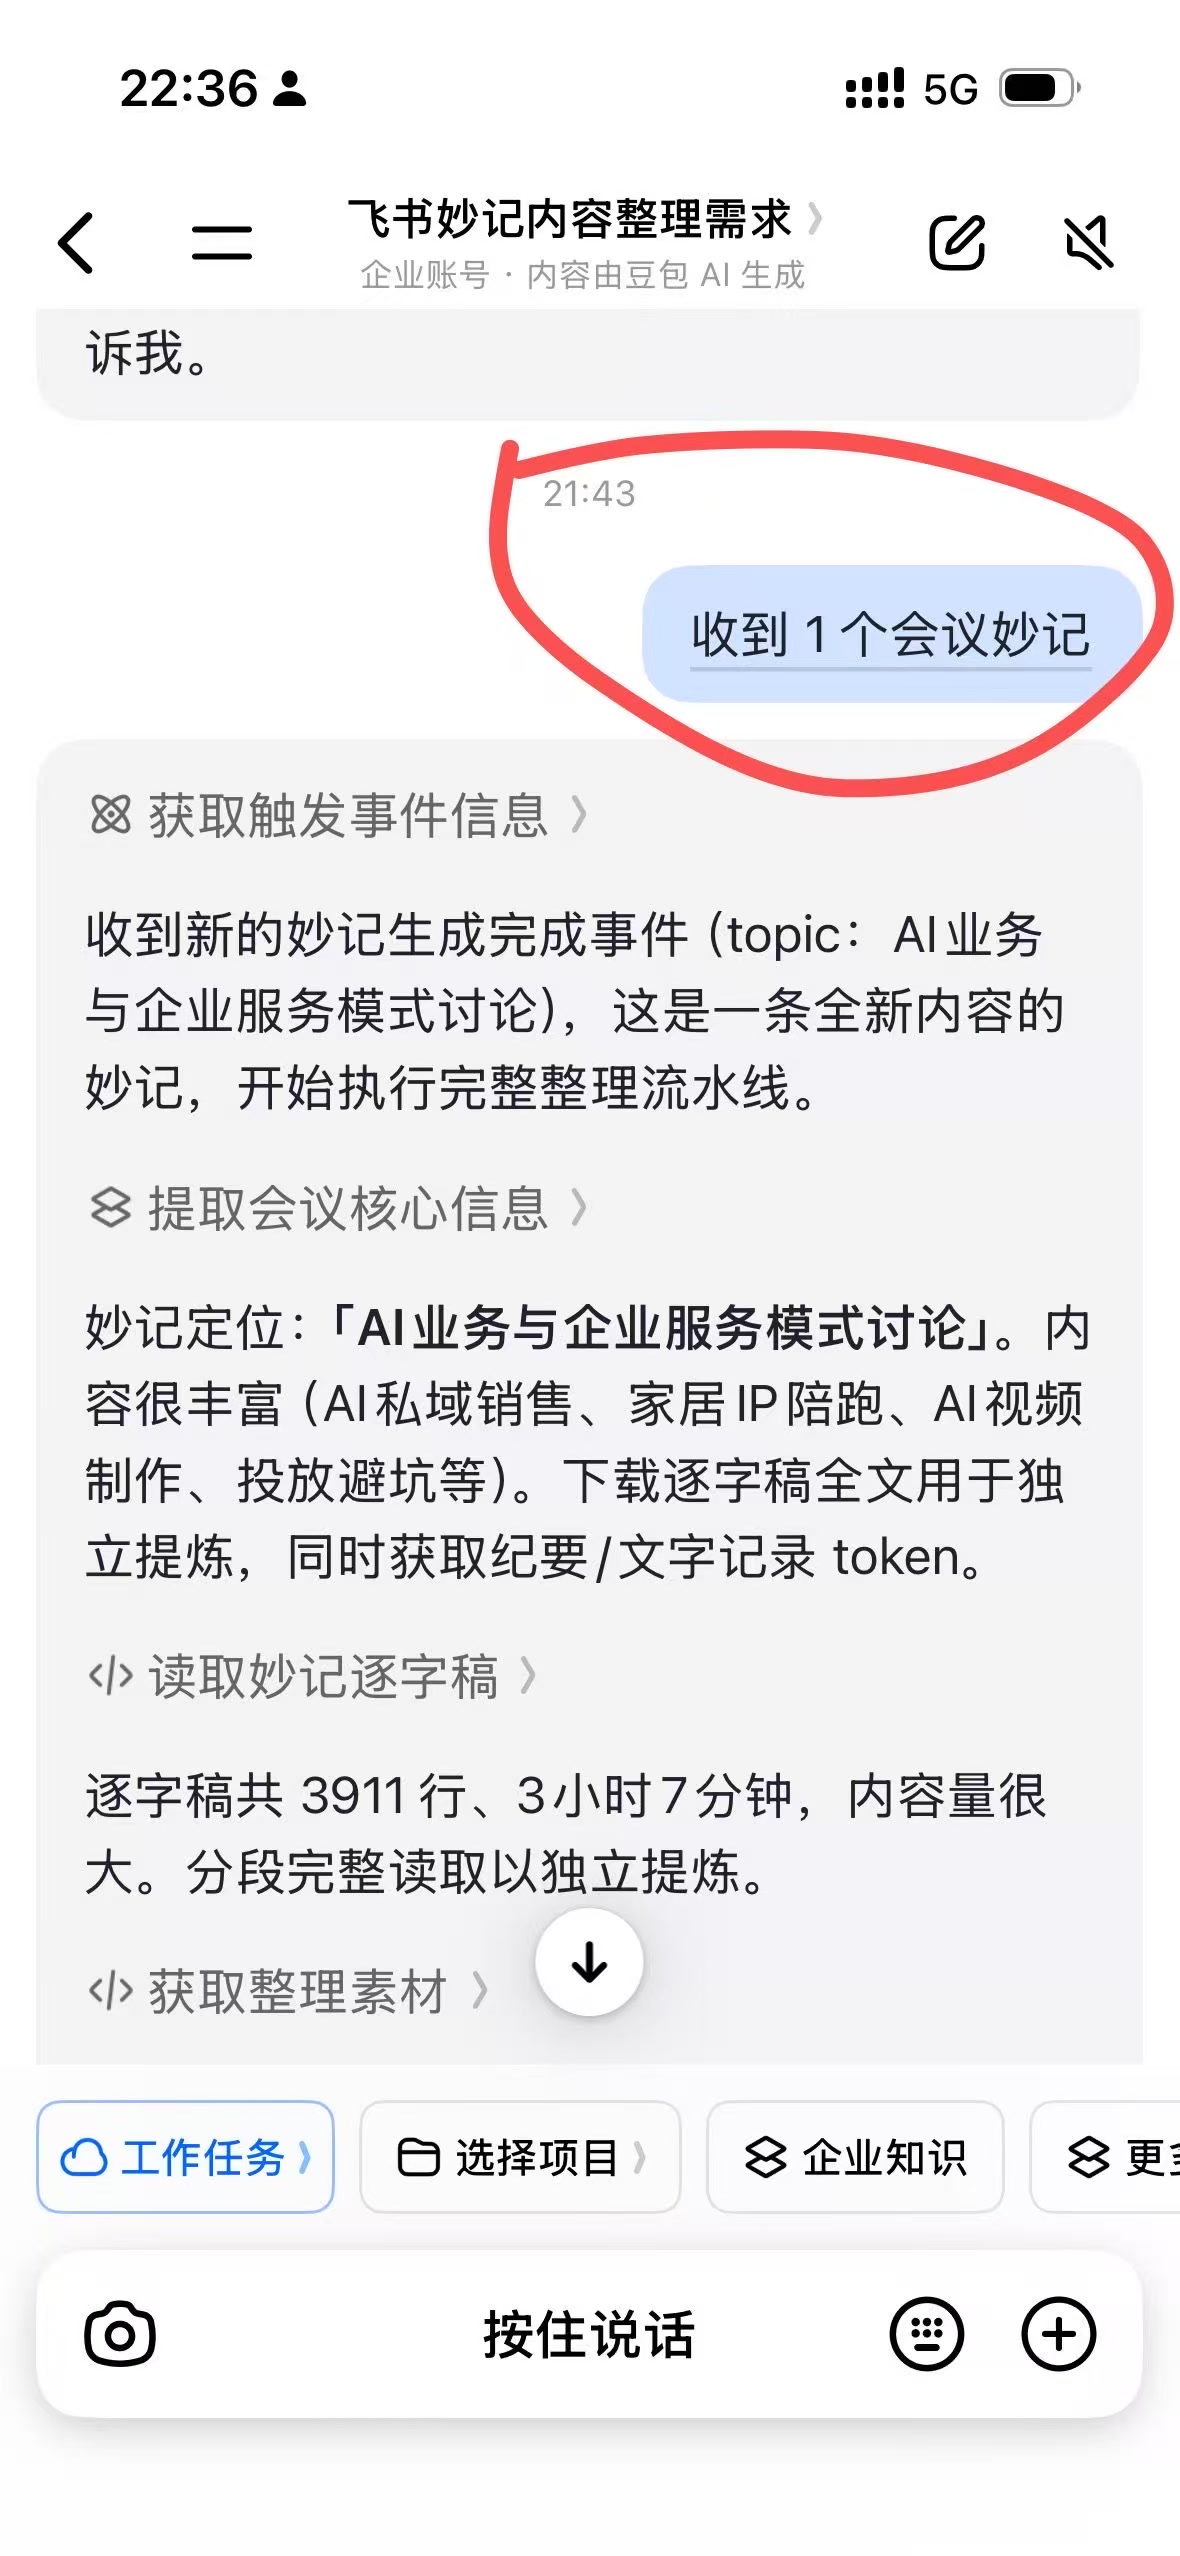 22:36
5G
飞书妙记内容整理需求
企业账号 · 内容由豆包 AI 生成
诉我。
21:43
收到 1 个会议妙记
获取触发事件信息
收到新的妙记生成完成事件（topic：AI业务
与企业服务模式讨论），这是一条全新内容的
妙记，开始执行完整整理流水线。
提取会议核心信息
妙记定位：「AI业务与企业服务模式讨论」。内
容很丰富（AI私域销售、家居IP陪跑、AI视频
制作、投放避坑等）。下载逐字稿全文用于独
立提炼，同时获取纪要/文字记录 token。
读取妙记逐字稿
逐字稿共 3911 行、3小时7分钟，内容量很
大。分段完整读取以独立提炼。
获取整理素材
工作任务
选择项目
企业知识
更
按住说话